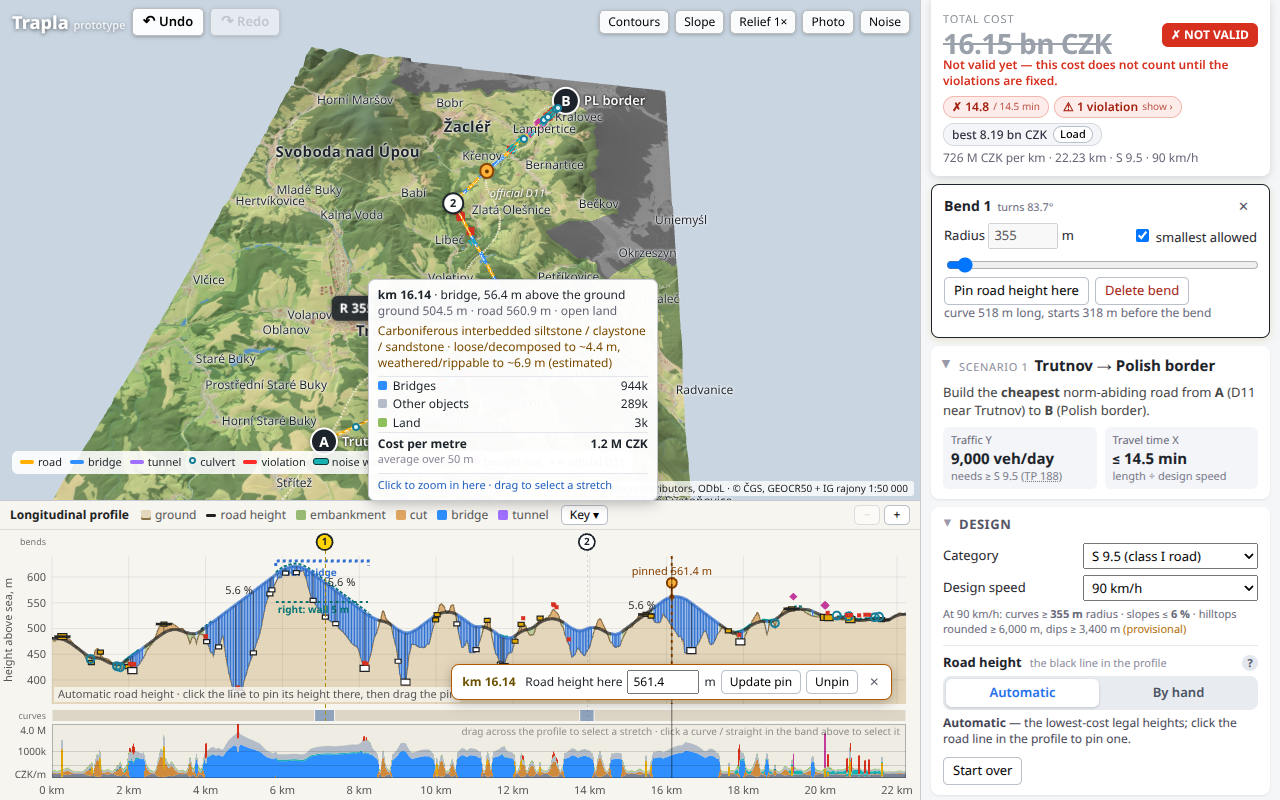 Trapla prototype
↶ Undo
↷ Redo
Contours
Slope
Relief 1×
Photo
Noise
Horní Maršov
Bobr
B
PL border
Královec
Žacléř
Lampertice
Svoboda nad Úpou
Křenov
Bernartice
Mladé Buky
Babí
official D11
Hertvíkovice
2
Zlatá Olešnice
Bečkov
Kalná Voda
Uniemyśl
Libeč
Okrzeszyn
Vlčice
Voletiny
Petříkovice
R 35
Volanov
Oblanov
Staré Buky
Prostřední Staré Buky
Radvanice
Horní Staré Buky
A
Trut
road
bridge
tunnel
culvert
violation
noise w
Střítež
ributors, ODbL · © ČGS, GEOCR50 + IG rajony 1:50 000
km 16.14 · bridge, 56.4 m above the ground
ground 504.5 m · road 560.9 m · open land
Carboniferous interbedded siltstone / claystone
/ sandstone · loose/decomposed to ~4.4 m,
weathered/rippable to ~6.9 m (estimated)
Bridges 944k
Other objects 289k
Land 3k
Cost per metre 1.2 M CZK
average over 50 m
Click to zoom in here · drag to select a stretch
Longitudinal profile
ground
road height
embankment
cut
bridge
tunnel
Key ▾
−
+
bends
1
2
height above sea, m
600
550
500
450
400
5.6 %
bridge
5.6 %
right: wall 5 m
5.6 %
pinned 561.4 m
Automatic road height · click the line to pin its height there, then drag the pin
km 16.14
Road height here
561.4
m
Update pin
Unpin
×
curves
4.0 M
1000k
CZK/m
drag across the profile to select a stretch · click a curve / straight in the band above to select it
0 km
2 km
4 km
6 km
8 km
10 km
12 km
14 km
16 km
18 km
20 km
22 km
TOTAL COST
16.15 bn CZK
✗ NOT VALID
Not valid yet — this cost does not count until the
violations are fixed.
✗ 14.8 / 14.5 min
⚠ 1 violation show ›
best 8.19 bn CZK Load
726 M CZK per km · 22.23 km · S 9.5 · 90 km/h
Bend 1 turns 83.7°
×
Radius 355 m
smallest allowed
Pin road height here
Delete bend
curve 518 m long, starts 318 m before the bend
▼ SCENARIO 1 Trutnov → Polish border
Build the cheapest norm-abiding road from A (D11
near Trutnov) to B (Polish border).
Traffic Y
9,000 veh/day
needs ≥ S 9.5 (TP 188)
Travel time X
≤ 14.5 min
length ÷ design speed
▼ DESIGN
Category
S 9.5 (class I road)
Design speed
90 km/h
At 90 km/h: curves ≥ 355 m radius · slopes ≤ 6 % · hilltops
rounded ≥ 6,000 m, dips ≥ 3,400 m (provisional)
Road height the black line in the profile
?
Automatic
By hand
Automatic — the lowest-cost legal heights; click the
road line in the profile to pin one.
Start over